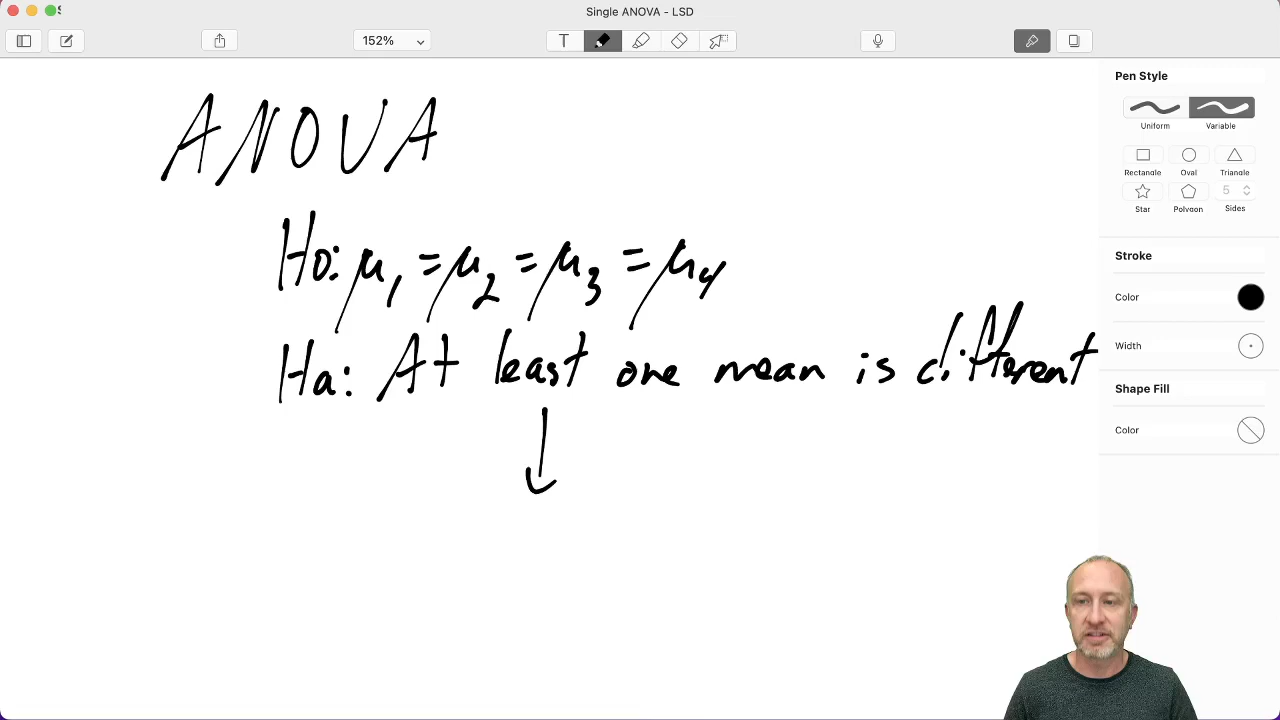 Single ANOVA - LSD
152%
T
ANOVA
Ho: μ1 = μ2 = μ3 = μ4
Ha: At least one mean is different
Pen Style
Uniform Variable
Rectangle Oval Triangle
5
Star Polygon Sides
Stroke
Color
Width
Shape Fill
Color